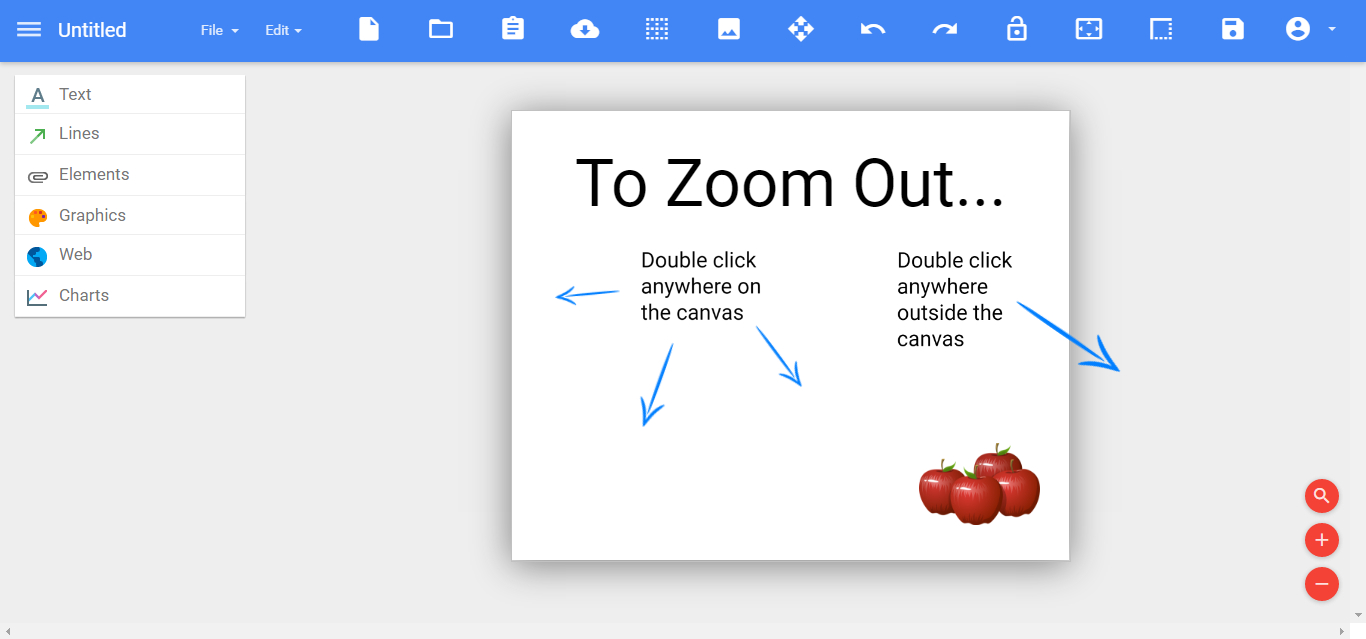 Untitled
File
Edit
A
Text
Lines
Elements
Graphics
Web
Charts
To Zoom Out...
Double click
anywhere on
the canvas
Double click
anywhere
outside the
canvas